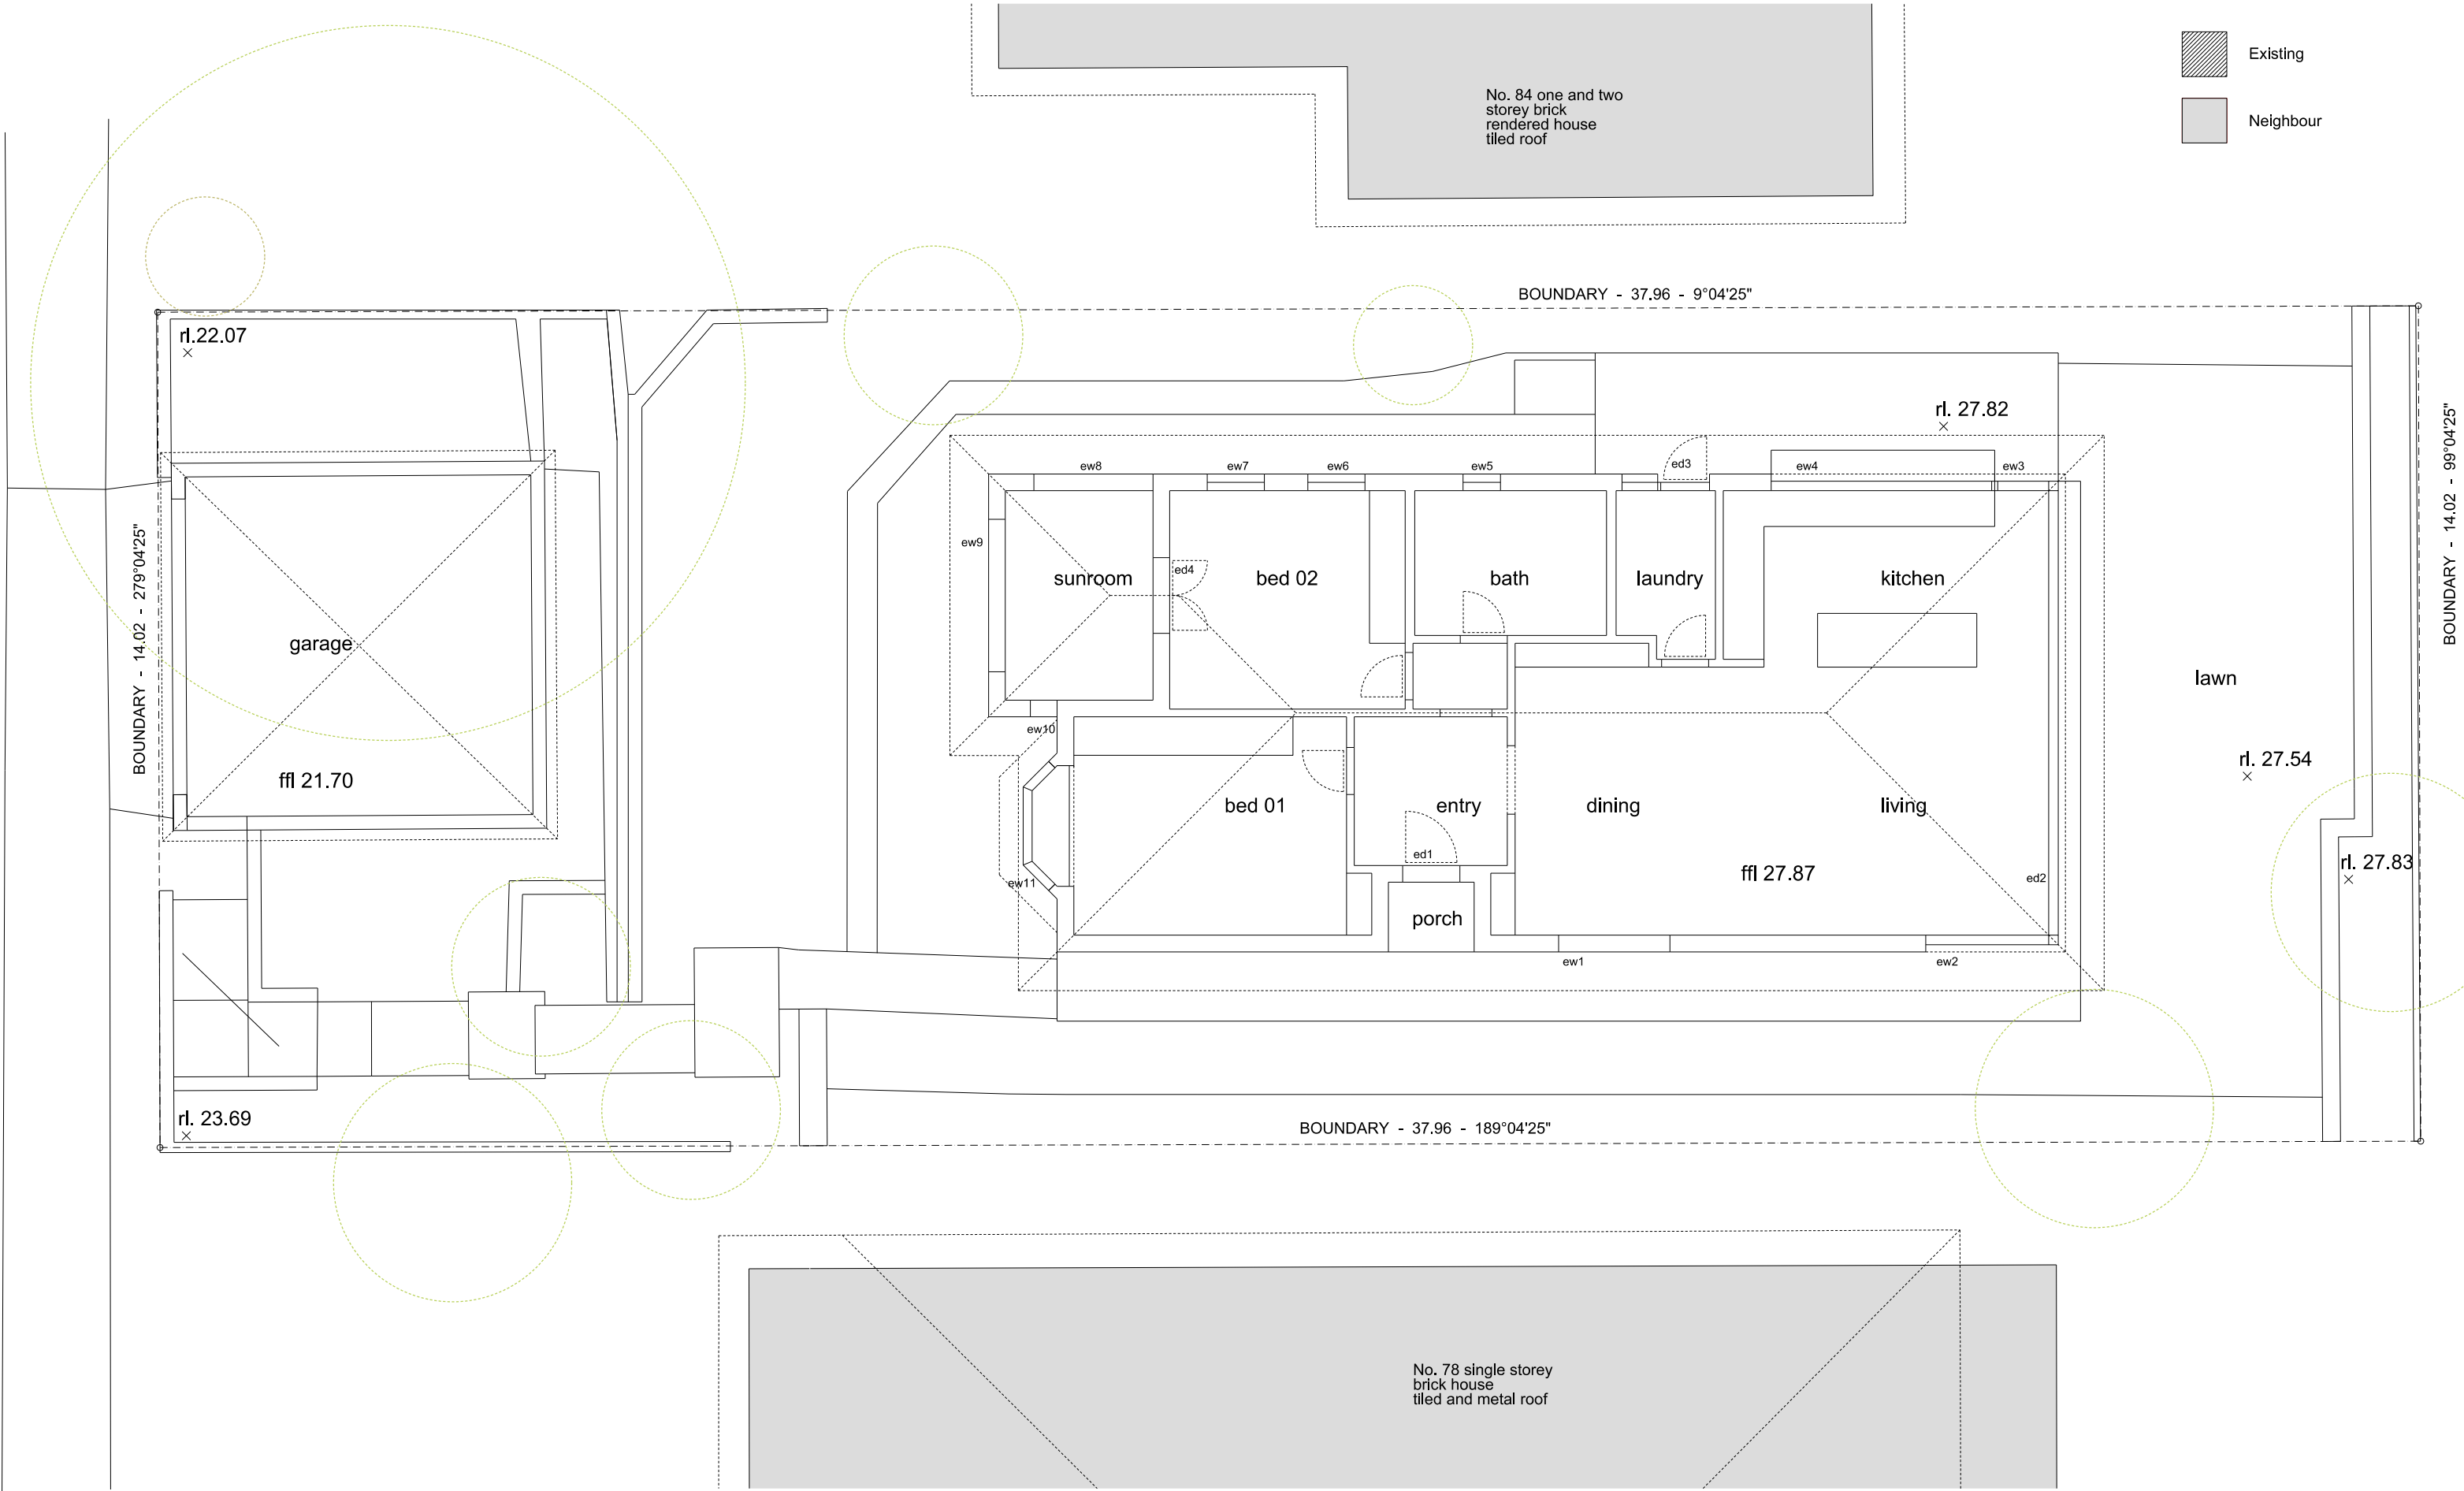 Existing
Neighbour
No. 84 one and two
storey brick
rendered house
tiled roof
BOUNDARY - 37.96 - 9°04'25"
rl.22.07
rl. 27.82
BOUNDARY - 14.02 - 99°04'25"
ew8
ew7
ew6
ew5
ed3
ew4
ew3
ew9
BOUNDARY - 14.02 - 279°04'25"
sunroom
ed4
bed 02
bath
laundry
kitchen
garage
lawn
ew10
rl. 27.54
ffl 21.70
bed 01
entry
dining
living
ed1
rl. 27.83
ffl 27.87
ew11
ed2
porch
ew1
ew2
rl. 23.69
BOUNDARY - 37.96 - 189°04'25"
No. 78 single storey
brick house
tiled and metal roof